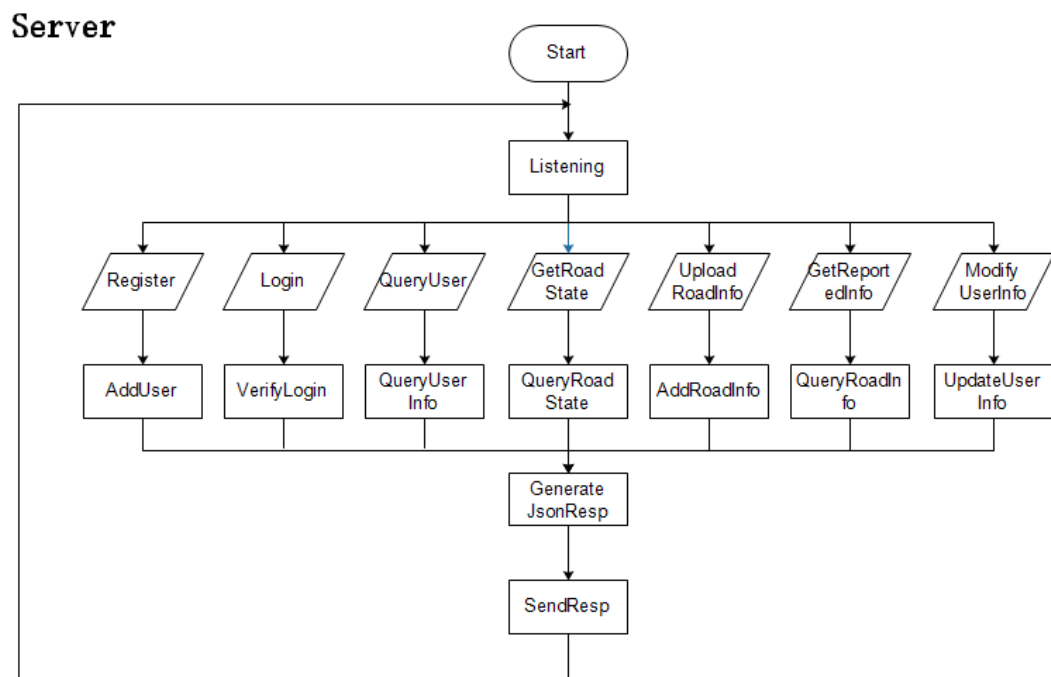 Server
Start
Listening
Register
Login
QueryUser
GetRoad
State
Upload
RoadInfo
GetReport
edInfo
Modify
UserInfo
AddUser
VerifyLogin
QueryUser
Info
QueryRoad
State
AddRoadInfo
QueryRoadIn
fo
UpdateUser
Info
Generate
JsonResp
SendResp